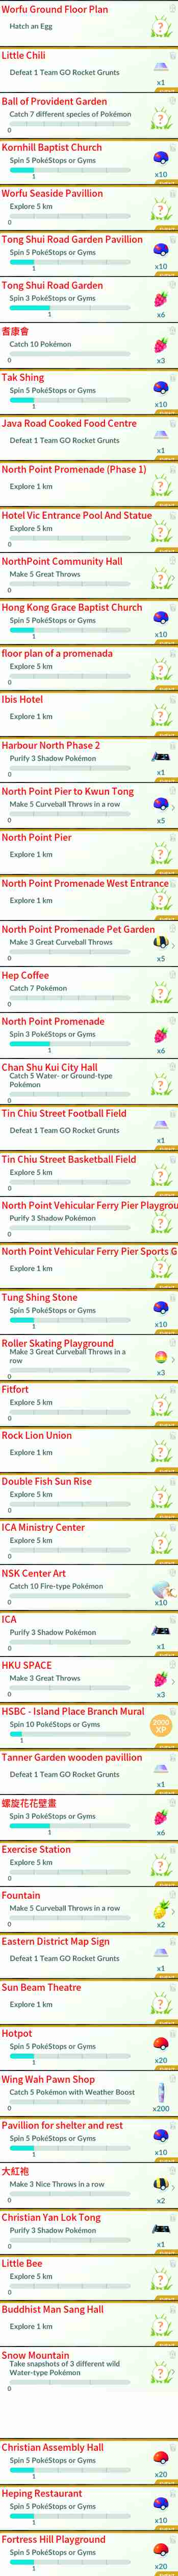 Worfu Ground Floor Plan
Hatch an Egg
Little Chili
Defeat 1 Team GO Rocket Grunts
x1
Ball of Provident Garden
Catch 7 different species of Pokémon
0
Kornhill Baptist Church
Spin 5 PokéStops or Gyms
1
x10
Worfu Seaside Pavillion
Explore 5 km
0
Tong Shui Road Garden Pavillion
Spin 5 PokéStops or Gyms
1
x10
Tong Shui Road Garden
Spin 3 PokéStops or Gyms
1
x6
耆康會
Catch 10 Pokémon
0
x3
Tak Shing
Spin 5 PokéStops or Gyms
1
x10
Java Road Cooked Food Centre
Defeat 1 Team GO Rocket Grunts
x1
North Point Promenade (Phase 1)
Explore 1 km
Hotel Vic Entrance Pool And Statue
Explore 5 km
0
NorthPoint Community Hall
Make 5 Great Throws
0
Hong Kong Grace Baptist Church
Spin 5 PokéStops or Gyms
1
x10
floor plan of a promenada
Explore 5 km
0
Ibis Hotel
Explore 1 km
Harbour North Phase 2
Purify 3 Shadow Pokémon
0
x1
North Point Pier to Kwun Tong
Make 5 Curveball Throws in a row
0
x5
North Point Pier
Explore 1 km
North Point Promenade West Entrance
Explore 1 km
North Point Promenade Pet Garden
Make 3 Great Curveball Throws
0
x5
Hep Coffee
Catch 7 Pokémon
0
North Point Promenade
Spin 3 PokéStops or Gyms
1
x6
Chan Shu Kui City Hall
Catch 5 Water- or Ground-type
Pokémon
0
Tin Chiu Street Football Field
Defeat 1 Team GO Rocket Grunts
x1
Tin Chiu Street Basketball Field
Explore 5 km
0
North Point Vehicular Ferry Pier Playgrou
Purify 3 Shadow Pokémon
0
North Point Vehicular Ferry Pier Sports G
Explore 1 km
Tung Shing Stone
Spin 5 PokéStops or Gyms
1
x10
Roller Skating Playground
Make 3 Great Curveball Throws in a
row
0
x3
Fitfort
Explore 5 km
0
Rock Lion Union
Explore 1 km
Double Fish Sun Rise
Explore 5 km
0
ICA Ministry Center
Explore 5 km
0
NSK Center Art
Catch 10 Fire-type Pokémon
0
x10
ICA
Purify 3 Shadow Pokémon
0
x1
HKU SPACE
Make 3 Great Throws
0
x3
HSBC - Island Place Branch Mural
Spin 10 PokéStops or Gyms
1
2000
XP
Tanner Garden wooden pavillion
Defeat 1 Team GO Rocket Grunts
x1
螺旋花花壁畫
Spin 3 PokéStops or Gyms
1
x6
Exercise Station
Explore 5 km
0
Fountain
Make 5 Curveball Throws in a row
0
x2
Eastern District Map Sign
Defeat 1 Team GO Rocket Grunts
x1
Sun Beam Theatre
Explore 1 km
Hotpot
Spin 5 PokéStops or Gyms
1
x20
Wing Wah Pawn Shop
Catch 5 Pokémon with Weather Boost
0
x200
Pavillion for shelter and rest
Spin 5 PokéStops or Gyms
1
x10
大紅袍
Make 3 Nice Throws in a row
0
x2
Christian Yan Lok Tong
Purify 3 Shadow Pokémon
0
x1
Little Bee
Explore 5 km
0
Buddhist Man Sang Hall
Explore 1 km
Snow Mountain
Take snapshots of 3 different wild
Water-type Pokémon
0
Christian Assembly Hall
Spin 5 PokéStops or Gyms
1
x20
Heping Restaurant
Spin 5 PokéStops or Gyms
1
x10
Fortress Hill Playground
Spin 5 PokéStops or Gyms
1
x20